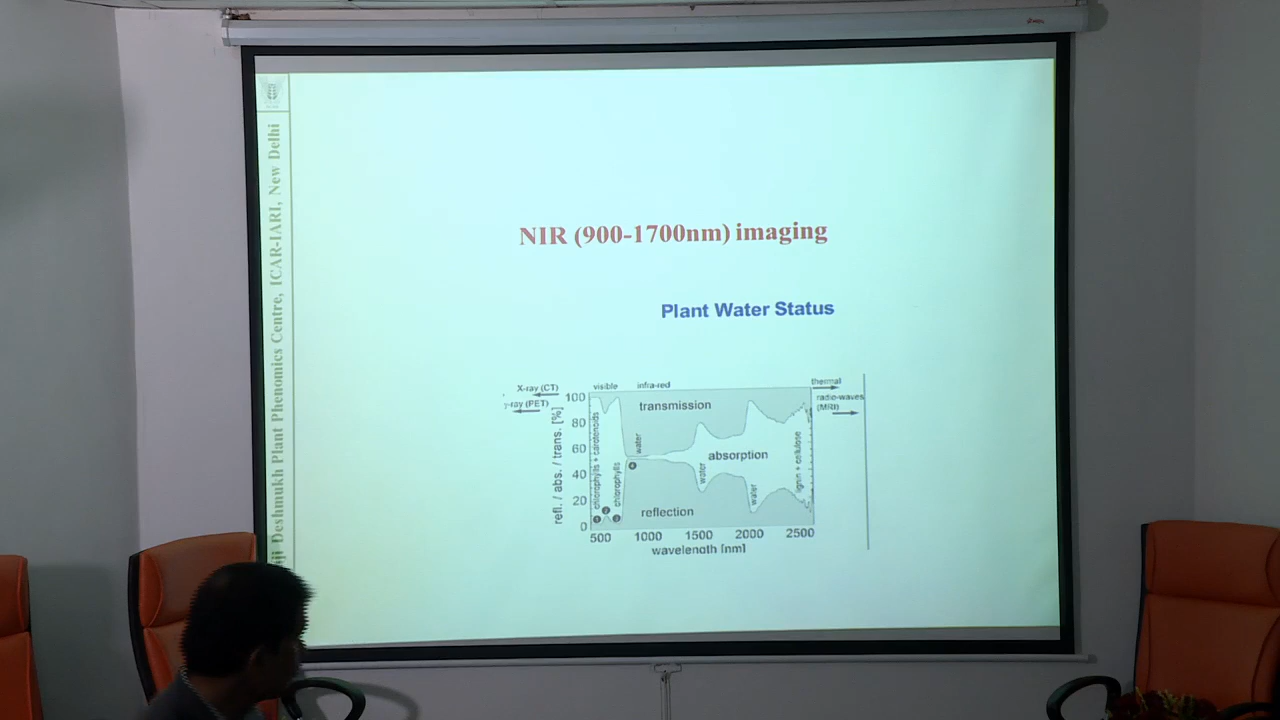 NIR (900-1700nm) imaging
Plant Water Status
X-ray (CT)
visible
infra-red
thermal
γ-ray (PET)
radio-waves
(MRI)
transmission
absorption
reflection
chlorophylls + carotenoids
chlorophylls
water
water
water
lignin + cellulose
refl. / abs. / trans. [%]
100
80
60
40
20
0
500 1000 1500 2000 2500
wavelength [nm]
Deshmukh Plant Phenomics Centre, ICAR-IARI, New Delhi